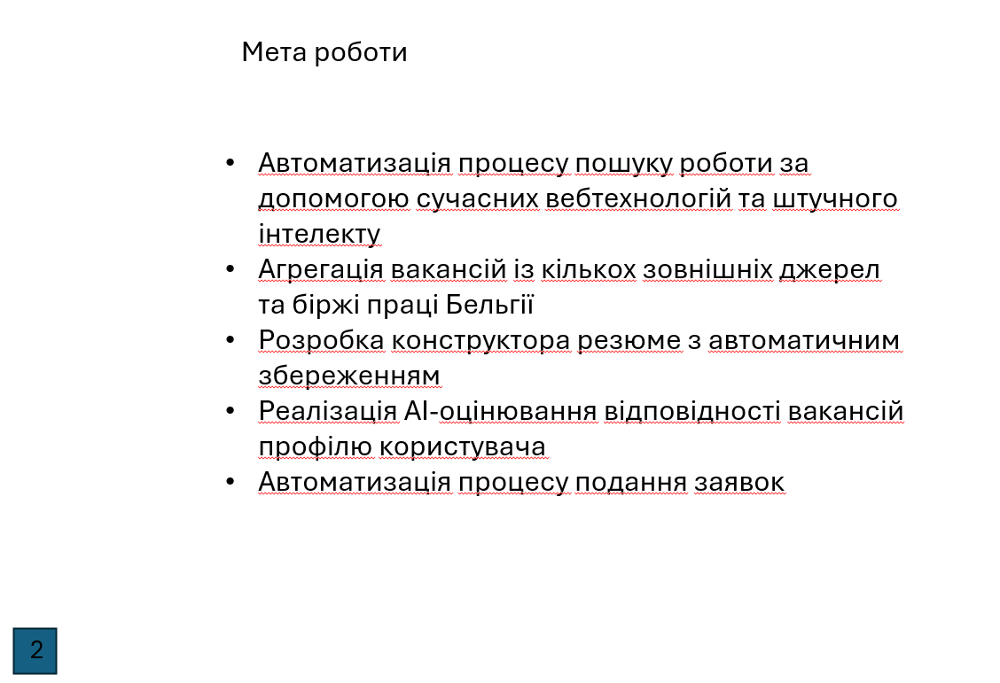 Мета роботи
• Автоматизація процесу пошуку роботи за
допомогою сучасних вебтехнологій та штучного
інтелекту
• Агрегація вакансій із кількох зовнішніх джерел
та біржі праці Бельгії
• Розробка конструктора резюме з автоматичним
збереженням
• Реалізація AI-оцінювання відповідності вакансій
профілю користувача
• Автоматизація процесу подання заявок
2